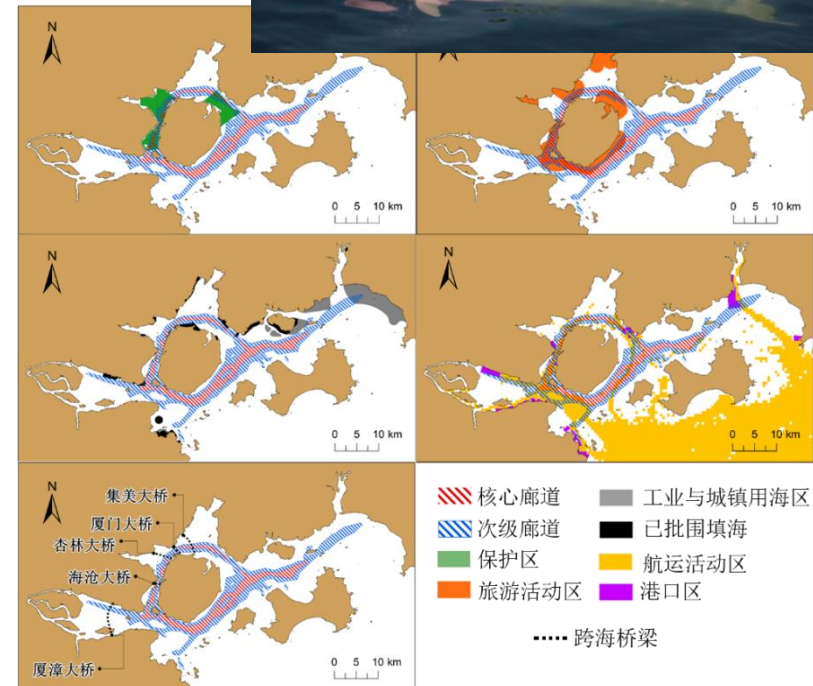 N
0 5 10 km
0 5 10 km
N
0 5 10 km
N
0 5 10 km
N
集美大桥
厦门大桥
杏林大桥
海沧大桥
厦漳大桥
0 5 10 km
核心廊道
工业与城镇用海区
次级廊道
已批围填海
保护区
航运活动区
旅游活动区
港口区
跨海桥梁